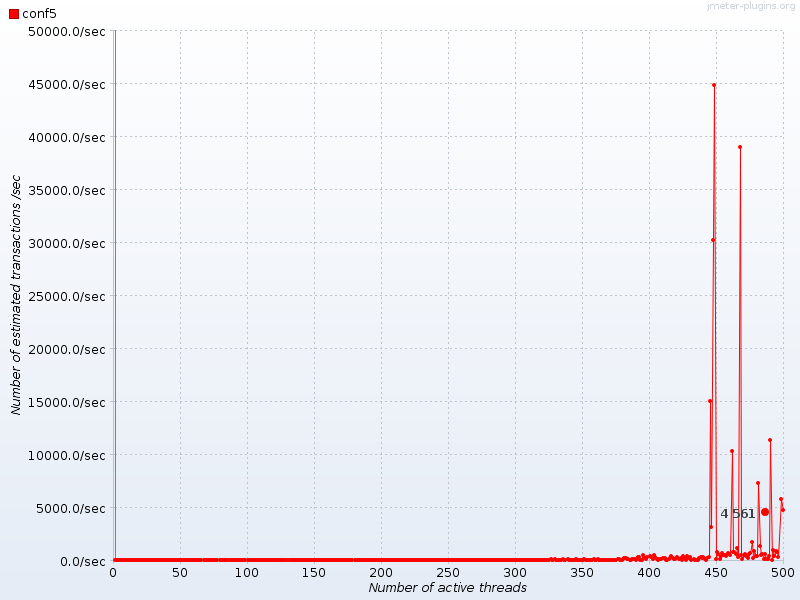 jmeter-plugins.org
conf5
50000.0/sec
45000.0/sec
40000.0/sec
35000.0/sec
30000.0/sec
25000.0/sec
20000.0/sec
15000.0/sec
10000.0/sec
5000.0/sec
0.0/sec
Number of estimated transactions /sec
4 561
0 50 100 150 200 250 300 350 400 450 500
Number of active threads